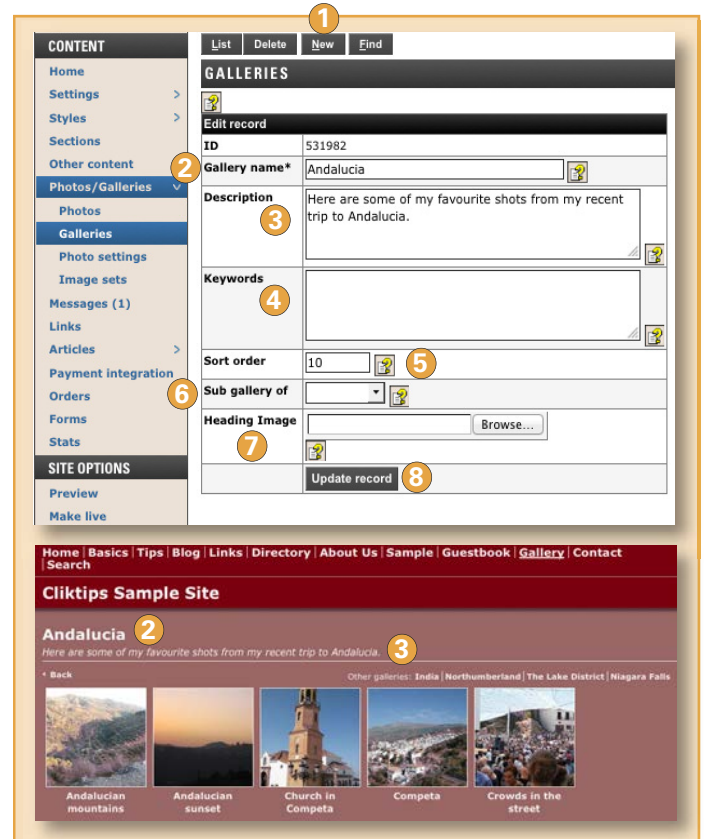 1
List Delete New Find
CONTENT
Home
Settings >
Styles >
Sections
Other content
Photos/Galleries v
Photos
Galleries
Photo settings
Image sets
Messages (1)
Links
Articles >
Payment integration
Orders
Forms
Stats
SITE OPTIONS
Preview
Make live
GALLERIES
?
Edit record
ID 531982
2 Gallery name* Andalucia ?
Description Here are some of my favourite shots from my recent
trip to Andalucia.
3 ?
Keywords
4 ?
Sort order 10 ? 5
6 Sub gallery of ?
Heading Image Browse...
7 ?
Update record 8
Home | Basics | Tips | Blog | Links | Directory | About Us | Sample | Guestbook | Gallery | Contact
| Search
Cliktips Sample Site
Andalucia 2
Here are some of my favourite shots from my recent trip to Andalucia. 3
‹ Back Other galleries: India | Northumberland | The Lake District | Niagara Falls
Andalucian
mountains
Andalucian
sunset
Church in
Competa
Competa
Crowds in the
street